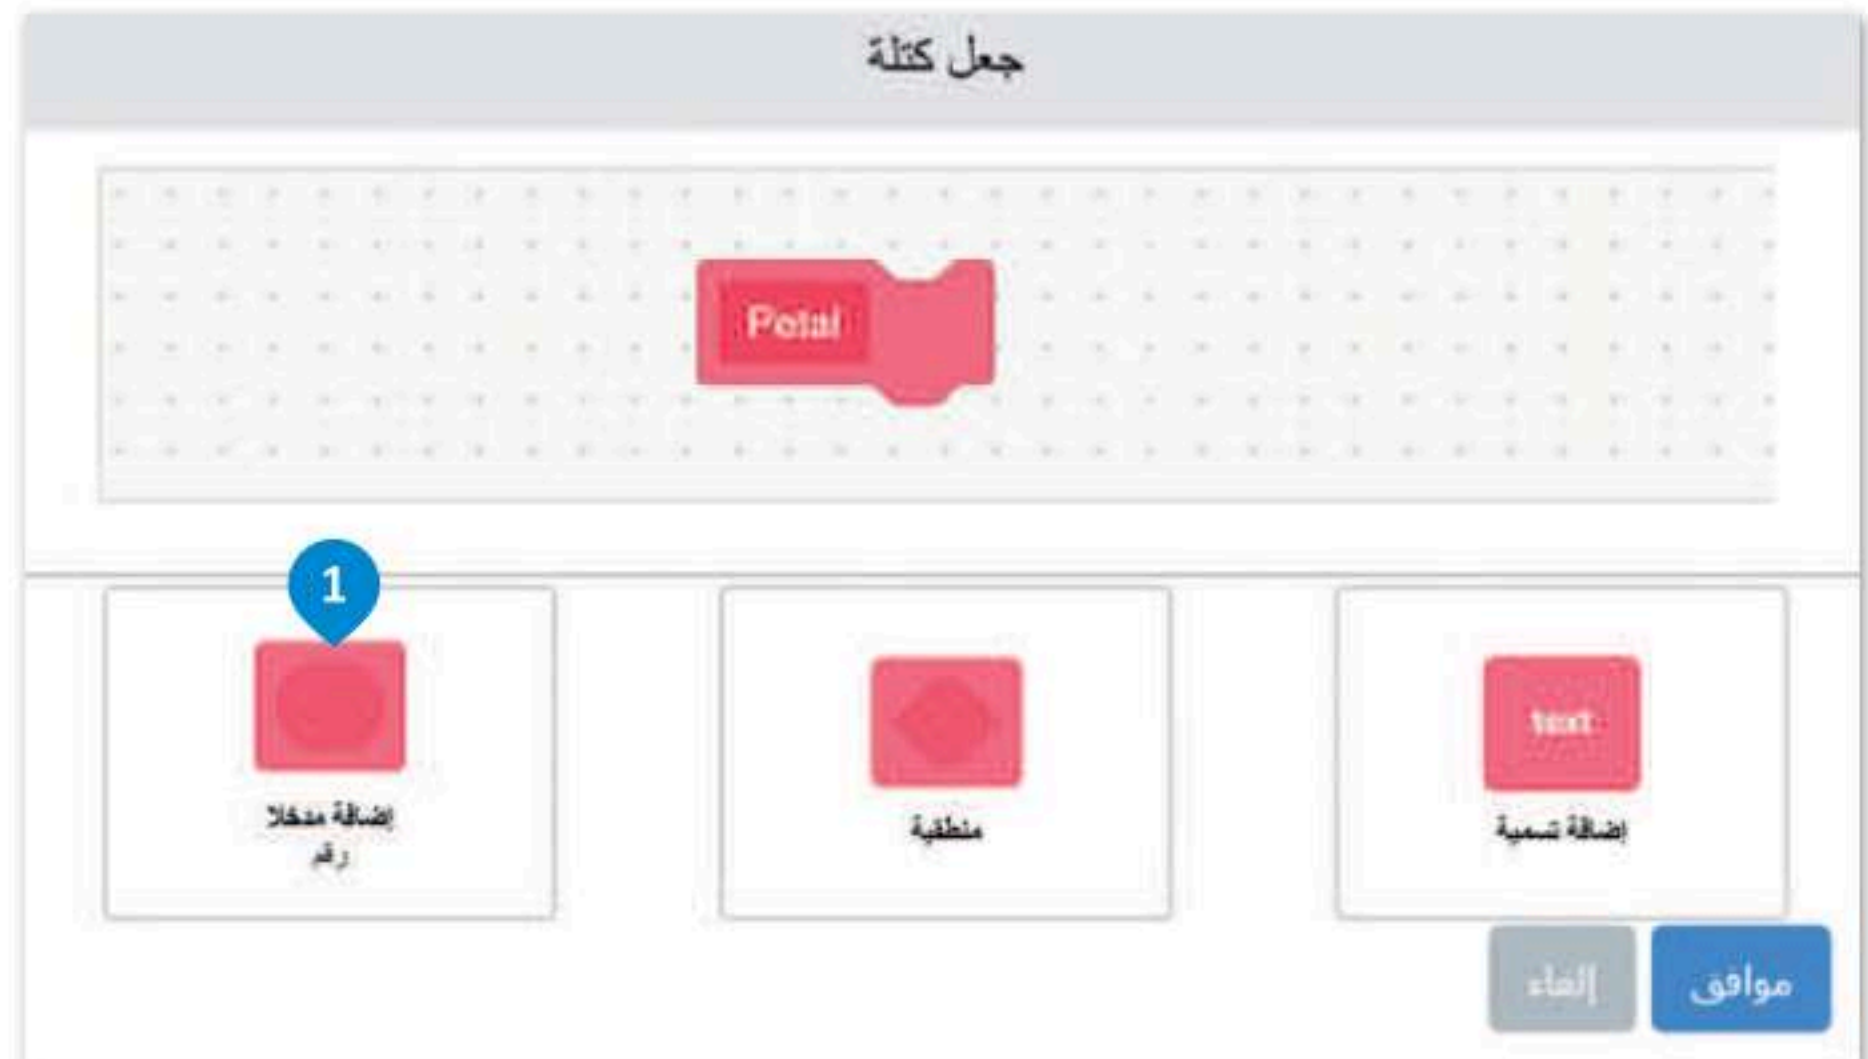 جعل كتلة
Petal
1
إضافة مدخلا
رقم
منطقية
إضافة تسمية
text
إلغاء
موافق